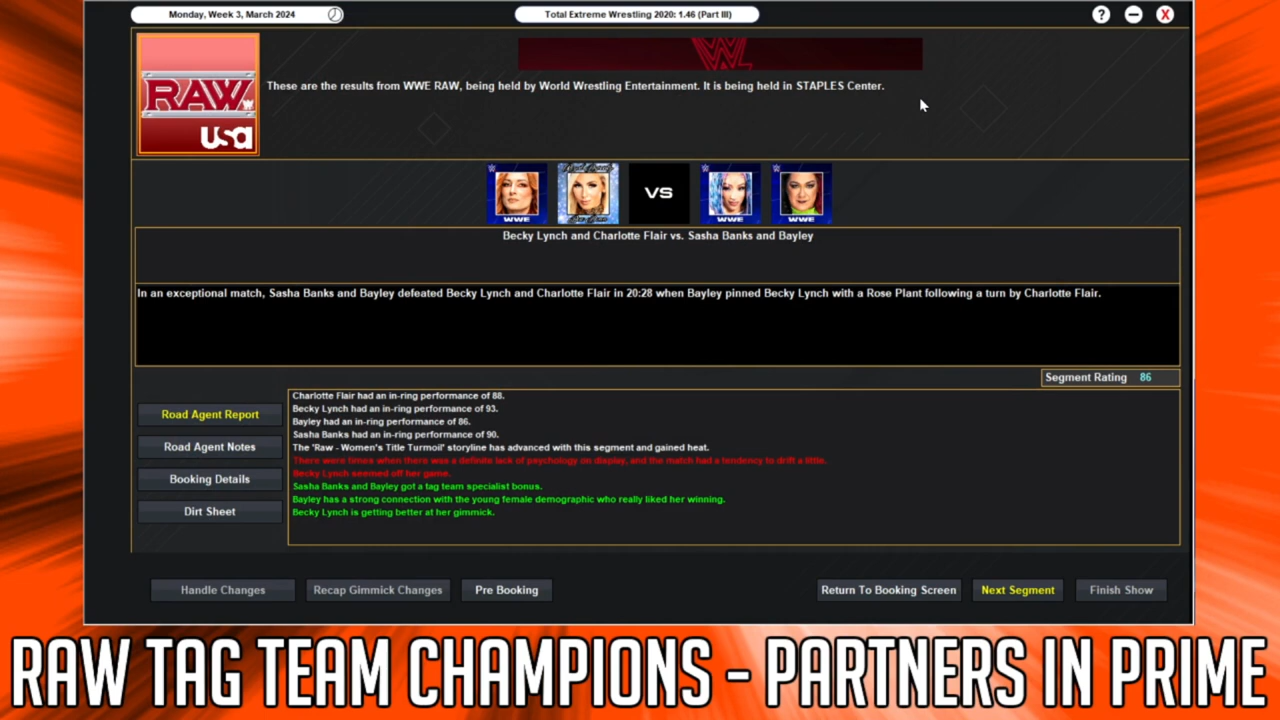 Monday, Week 3, March 2024
Total Extreme Wrestling 2020: 1.46 (Part III)
?
X
RAW
USA
These are the results from WWE RAW, being held by World Wrestling Entertainment. It is being held in STAPLES Center.
VS
WWE
WWE
WWE
Becky Lynch and Charlotte Flair vs. Sasha Banks and Bayley
In an exceptional match, Sasha Banks and Bayley defeated Becky Lynch and Charlotte Flair in 20:28 when Bayley pinned Becky Lynch with a Rose Plant following a turn by Charlotte Flair.
Segment Rating 86
Road Agent Report
Road Agent Notes
Booking Details
Dirt Sheet
Charlotte Flair had an in-ring performance of 88.
Becky Lynch had an in-ring performance of 93.
Bayley had an in-ring performance of 86.
Sasha Banks had an in-ring performance of 90.
The 'Raw - Women's Title Turmoil' storyline has advanced with this segment and gained heat.
There were times when there was a definite lack of psychology on display, and the match had a tendency to drift a little.
Becky Lynch seemed off her game.
Sasha Banks and Bayley got a tag team specialist bonus.
Bayley has a strong connection with the young female demographic who really liked her winning.
Becky Lynch is getting better at her gimmick.
Handle Changes
Recap Gimmick Changes
Pre Booking
Return To Booking Screen
Next Segment
Finish Show
RAW TAG TEAM CHAMPIONS - PARTNERS IN PRIME